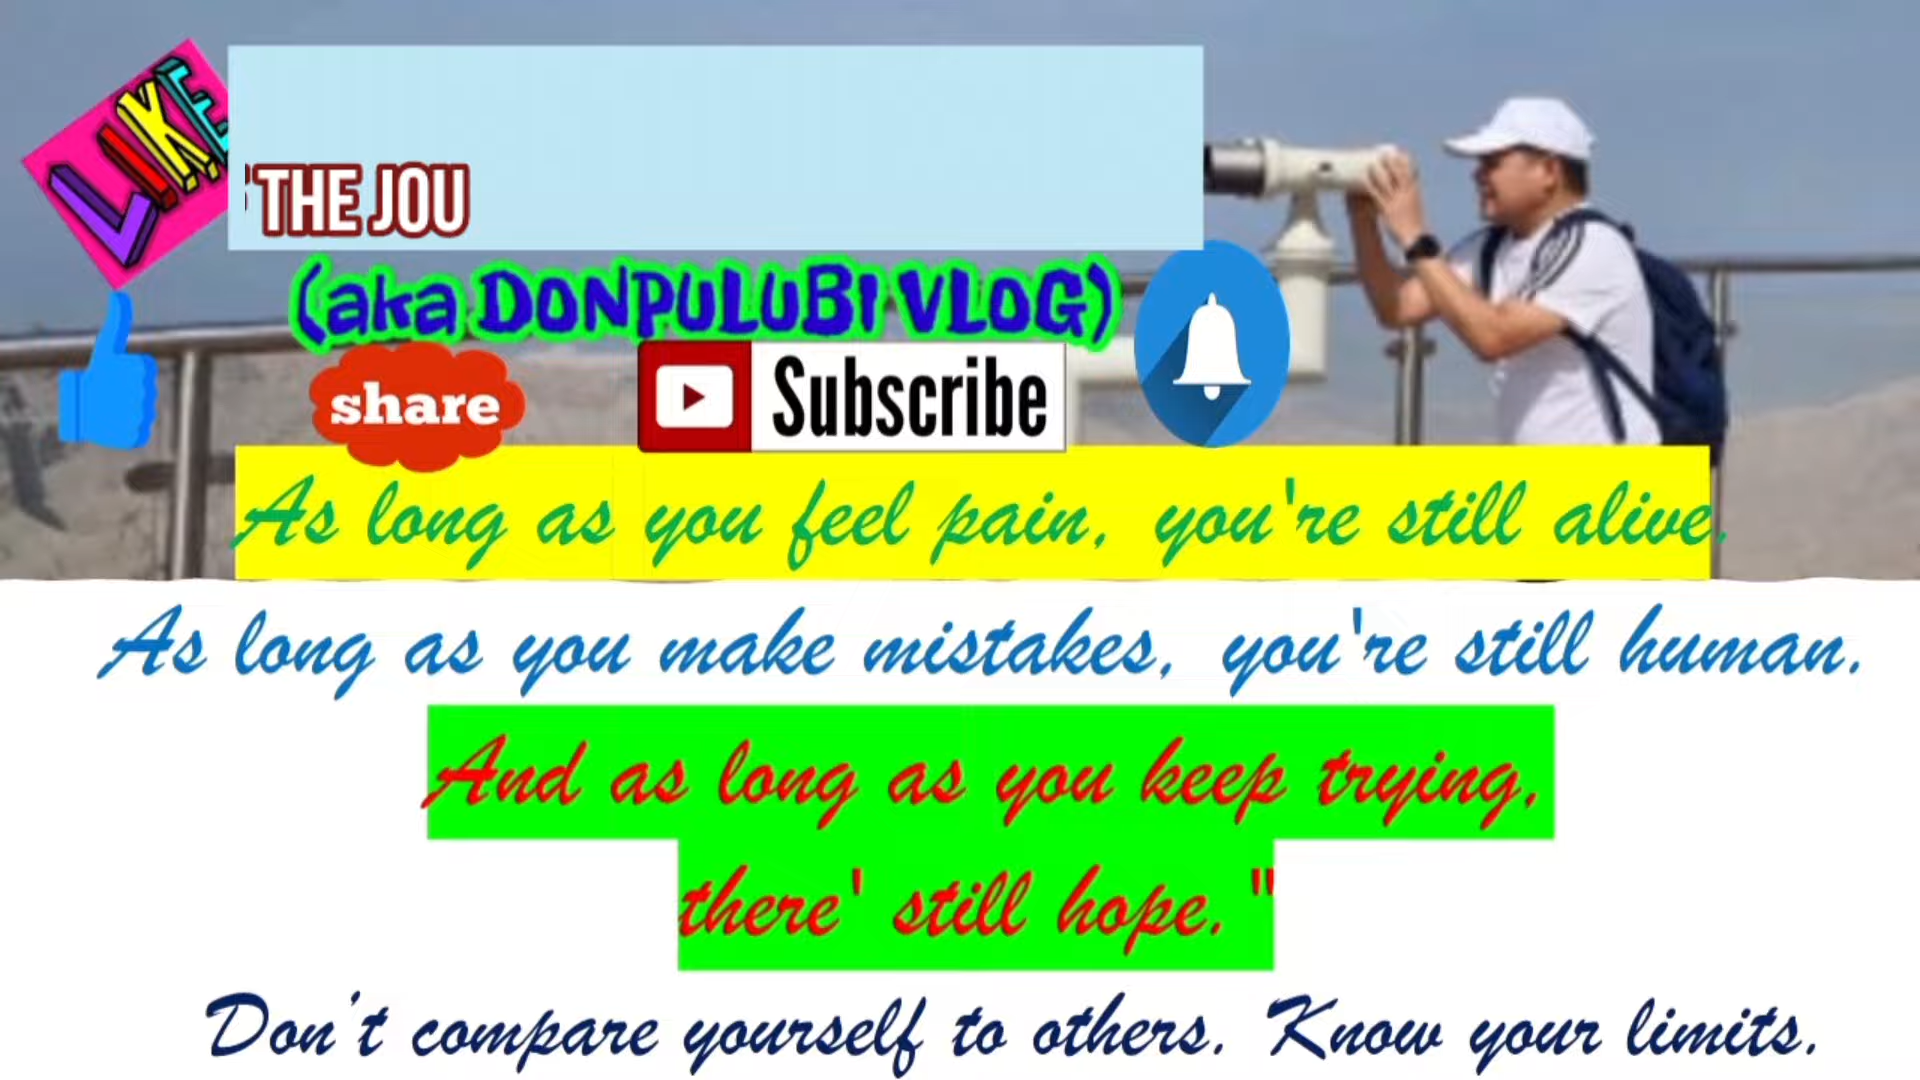 LIKE
THE JOU
(aka DONPULUBI VLOG)
share
Subscribe
As long as you feel pain, you're still alive.
As long as you make mistakes, you're still human.
And as long as you keep trying,
there' still hope."
Don't compare yourself to others. Know your limits.